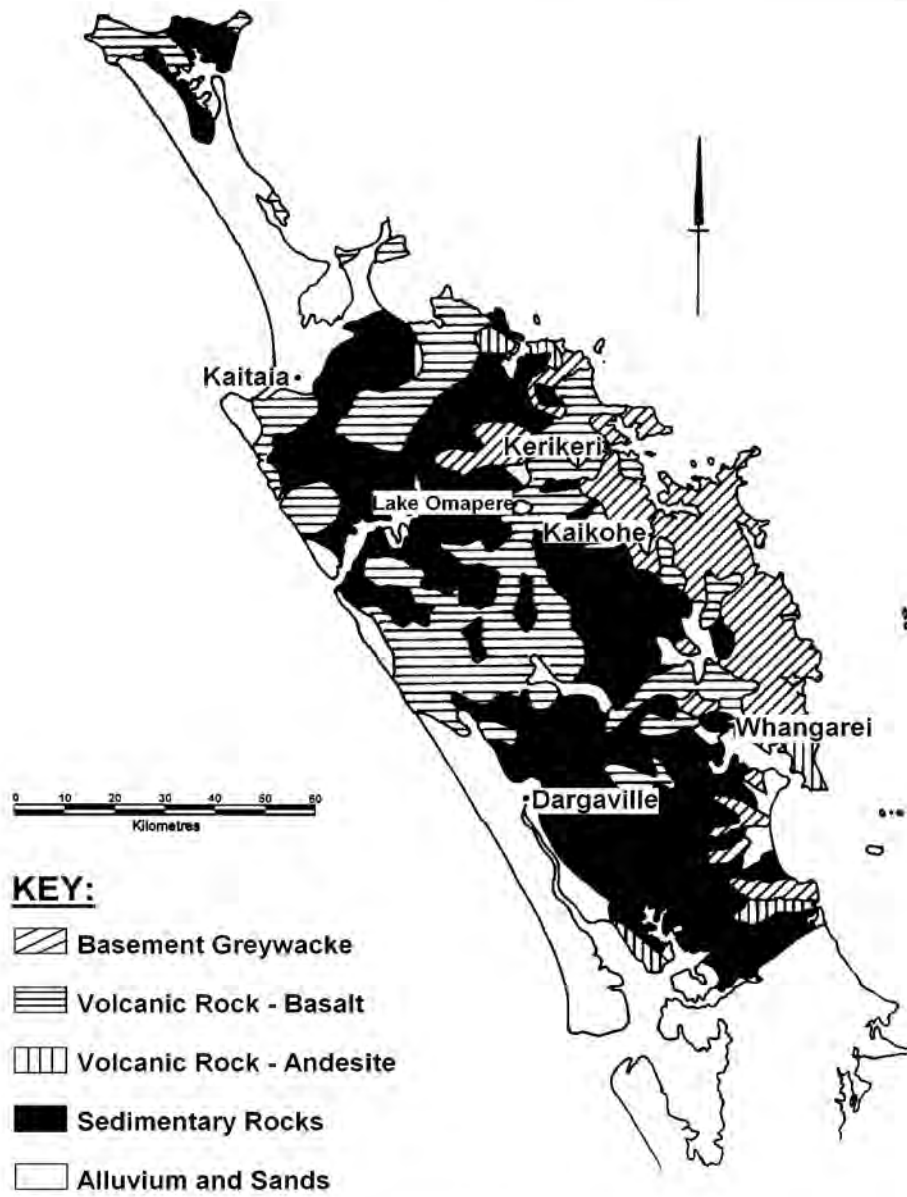 Kaitaia
Kerikeri
Lake Omapere
Kaikohe
Whangarei
Dargaville
0 10 20 30 40 50 60
Kilometres
KEY:
Basement Greywacke
Volcanic Rock - Basalt
Volcanic Rock - Andesite
Sedimentary Rocks
Alluvium and Sands